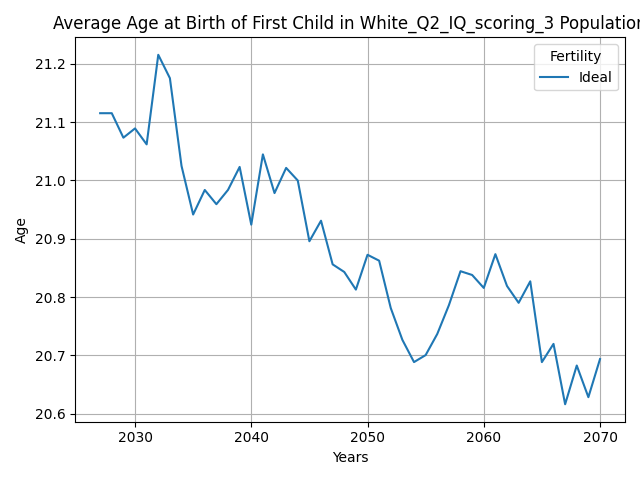 Average Age at Birth of First Child in White_Q2_IQ_scoring_3 Population
Fertility
Ideal
21.2
21.1
21.0
20.9
20.8
20.7
20.6
Age
2030 2040 2050 2060 2070
Years